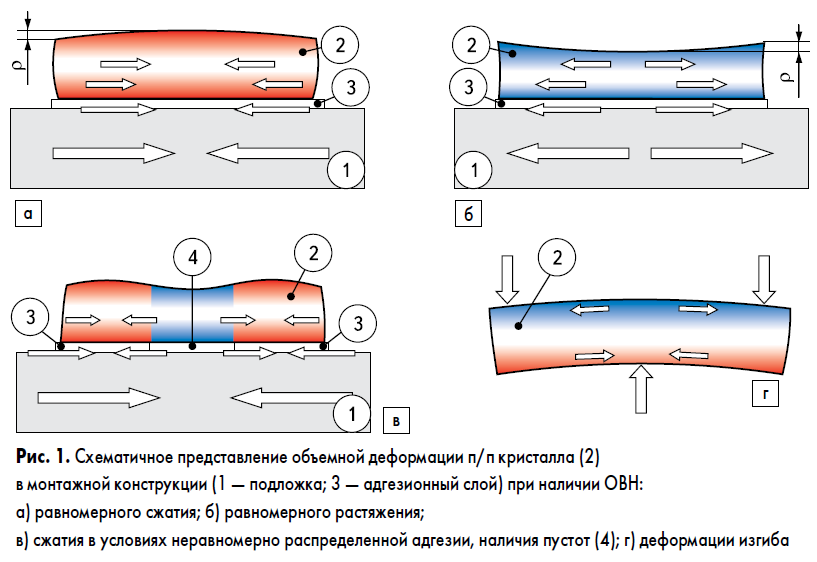 ρ
2
3
1
а
2
3
ρ
1
б
4
2
3
3
1
в
2
г
Рис. 1. Схематичное представление объемной деформации п/п кристалла (2)
в монтажной конструкции (1 — подложка; 3 — адгезионный слой) при наличии ОВН:
а) равномерного сжатия; б) равномерного растяжения;
в) сжатия в условиях неравномерно распределенной адгезии, наличия пустот (4); г) деформации изгиба